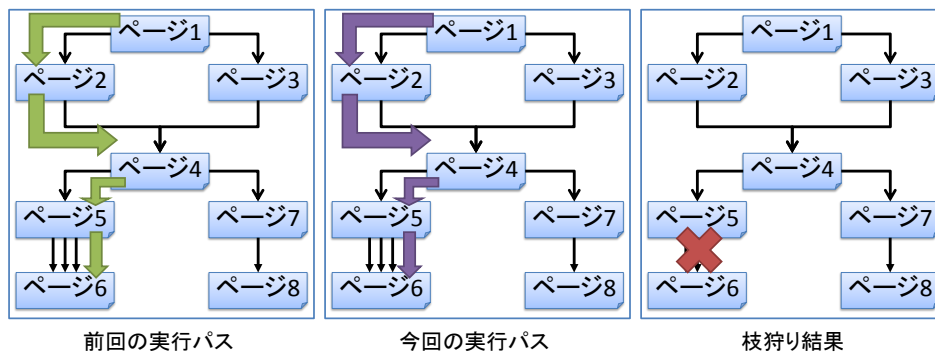 ページ1
ページ2
ページ3
ページ4
ページ5
ページ7
ページ6
ページ8
前回の実行パス
ページ1
ページ2
ページ3
ページ4
ページ5
ページ7
ページ6
ページ8
今回の実行パス
ページ1
ページ2
ページ3
ページ4
ページ5
ページ7
ページ6
ページ8
枝狩り結果